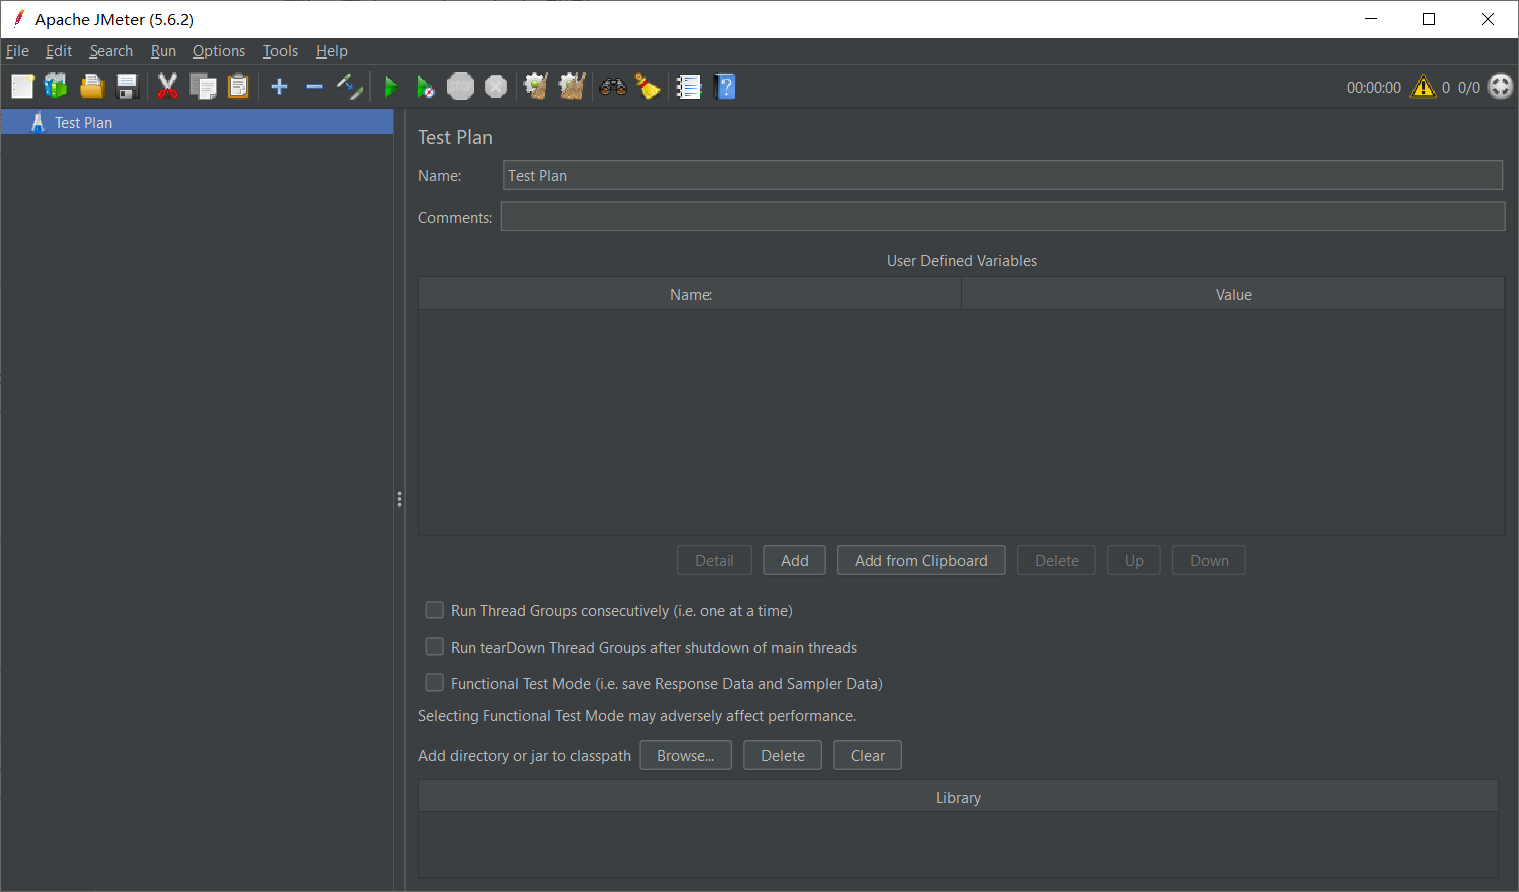 Apache JMeter (5.6.2)
File Edit Search Run Options Tools Help
STOP
00:00:00 0 0/0
Test Plan
Test Plan
Name: Test Plan
Comments:
User Defined Variables
Name: Value
Detail Add Add from Clipboard Delete Up Down
Run Thread Groups consecutively (i.e. one at a time)
Run tearDown Thread Groups after shutdown of main threads
Functional Test Mode (i.e. save Response Data and Sampler Data)
Selecting Functional Test Mode may adversely affect performance.
Add directory or jar to classpath Browse... Delete Clear
Library